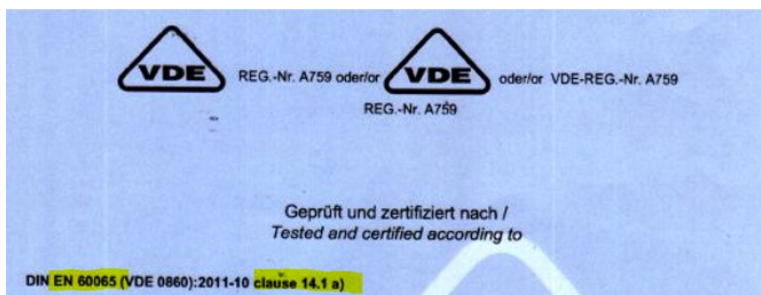 VDE REG.-Nr. A759 oder/or VDE oder/or VDE-REG.-Nr. A759
REG.-Nr. A759
Geprüft und zertifiziert nach /
Tested and certified according to
DIN EN 60065 (VDE 0860):2011-10 clause 14.1 a)